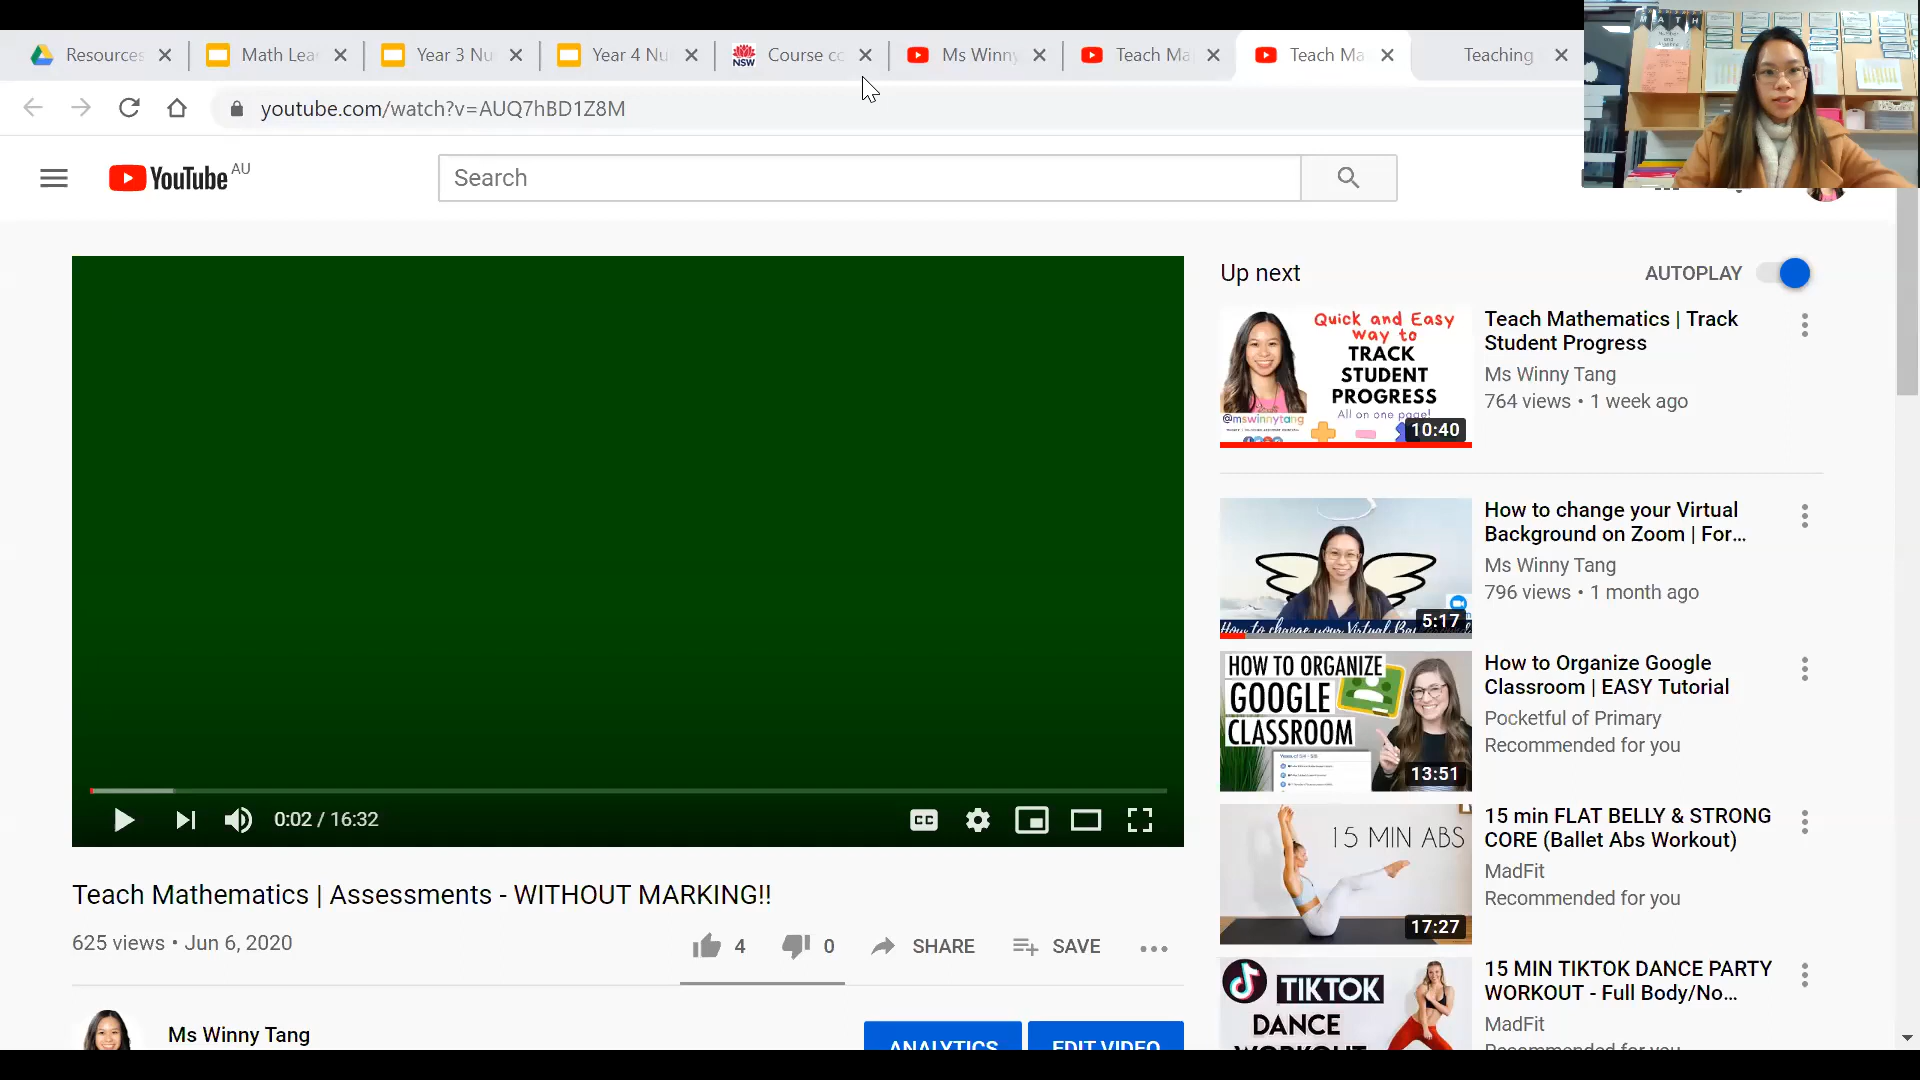 Resources
Math Lea
Year 3 Nu
Year 4 Nu
NSW
Course co
Ms Winny
Teach Ma
Teach Ma
Teaching
MATH
youtube.com/watch?v=AUQ7hBD1Z8M
YouTube AU
Search
Up next
AUTOPLAY
Quick and Easy
way to
TRACK
STUDENT
PROGRESS
All on one page!
@mswinnytang
10:40
Teach Mathematics | Track
Student Progress
Ms Winny Tang
764 views • 1 week ago
How to change your Virtual Ba
5:17
How to change your Virtual
Background on Zoom | For...
Ms Winny Tang
796 views • 1 month ago
HOW TO ORGANIZE
GOOGLE
CLASSROOM
13:51
How to Organize Google
Classroom | EASY Tutorial
Pocketful of Primary
Recommended for you
15 MIN ABS
17:27
15 min FLAT BELLY & STRONG
CORE (Ballet Abs Workout)
MadFit
Recommended for you
TIKTOK
DANCE
WORKOUT
15 MIN TIKTOK DANCE PARTY
WORKOUT - Full Body/No...
MadFit
Recommended for you
CC
0:02 / 16:32
Teach Mathematics | Assessments - WITHOUT MARKING!!
625 views • Jun 6, 2020
4
0
SHARE
SAVE
Ms Winny Tang
ANALYTICS
EDIT VIDEO